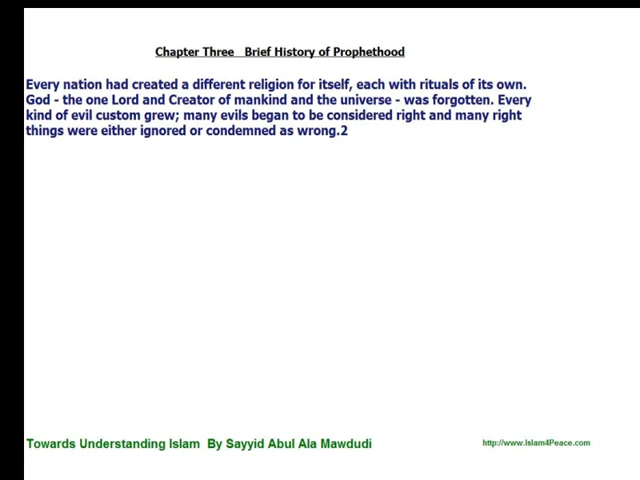 Chapter Three   Brief History of Prophethood
Every nation had created a different religion for itself, each with rituals of its own.
God - the one Lord and Creator of mankind and the universe - was forgotten. Every
kind of evil custom grew; many evils began to be considered right and many right
things were either ignored or condemned as wrong.2
Towards Understanding Islam  By Sayyid Abul Ala Mawdudi
http://www.Islam4Peace.com